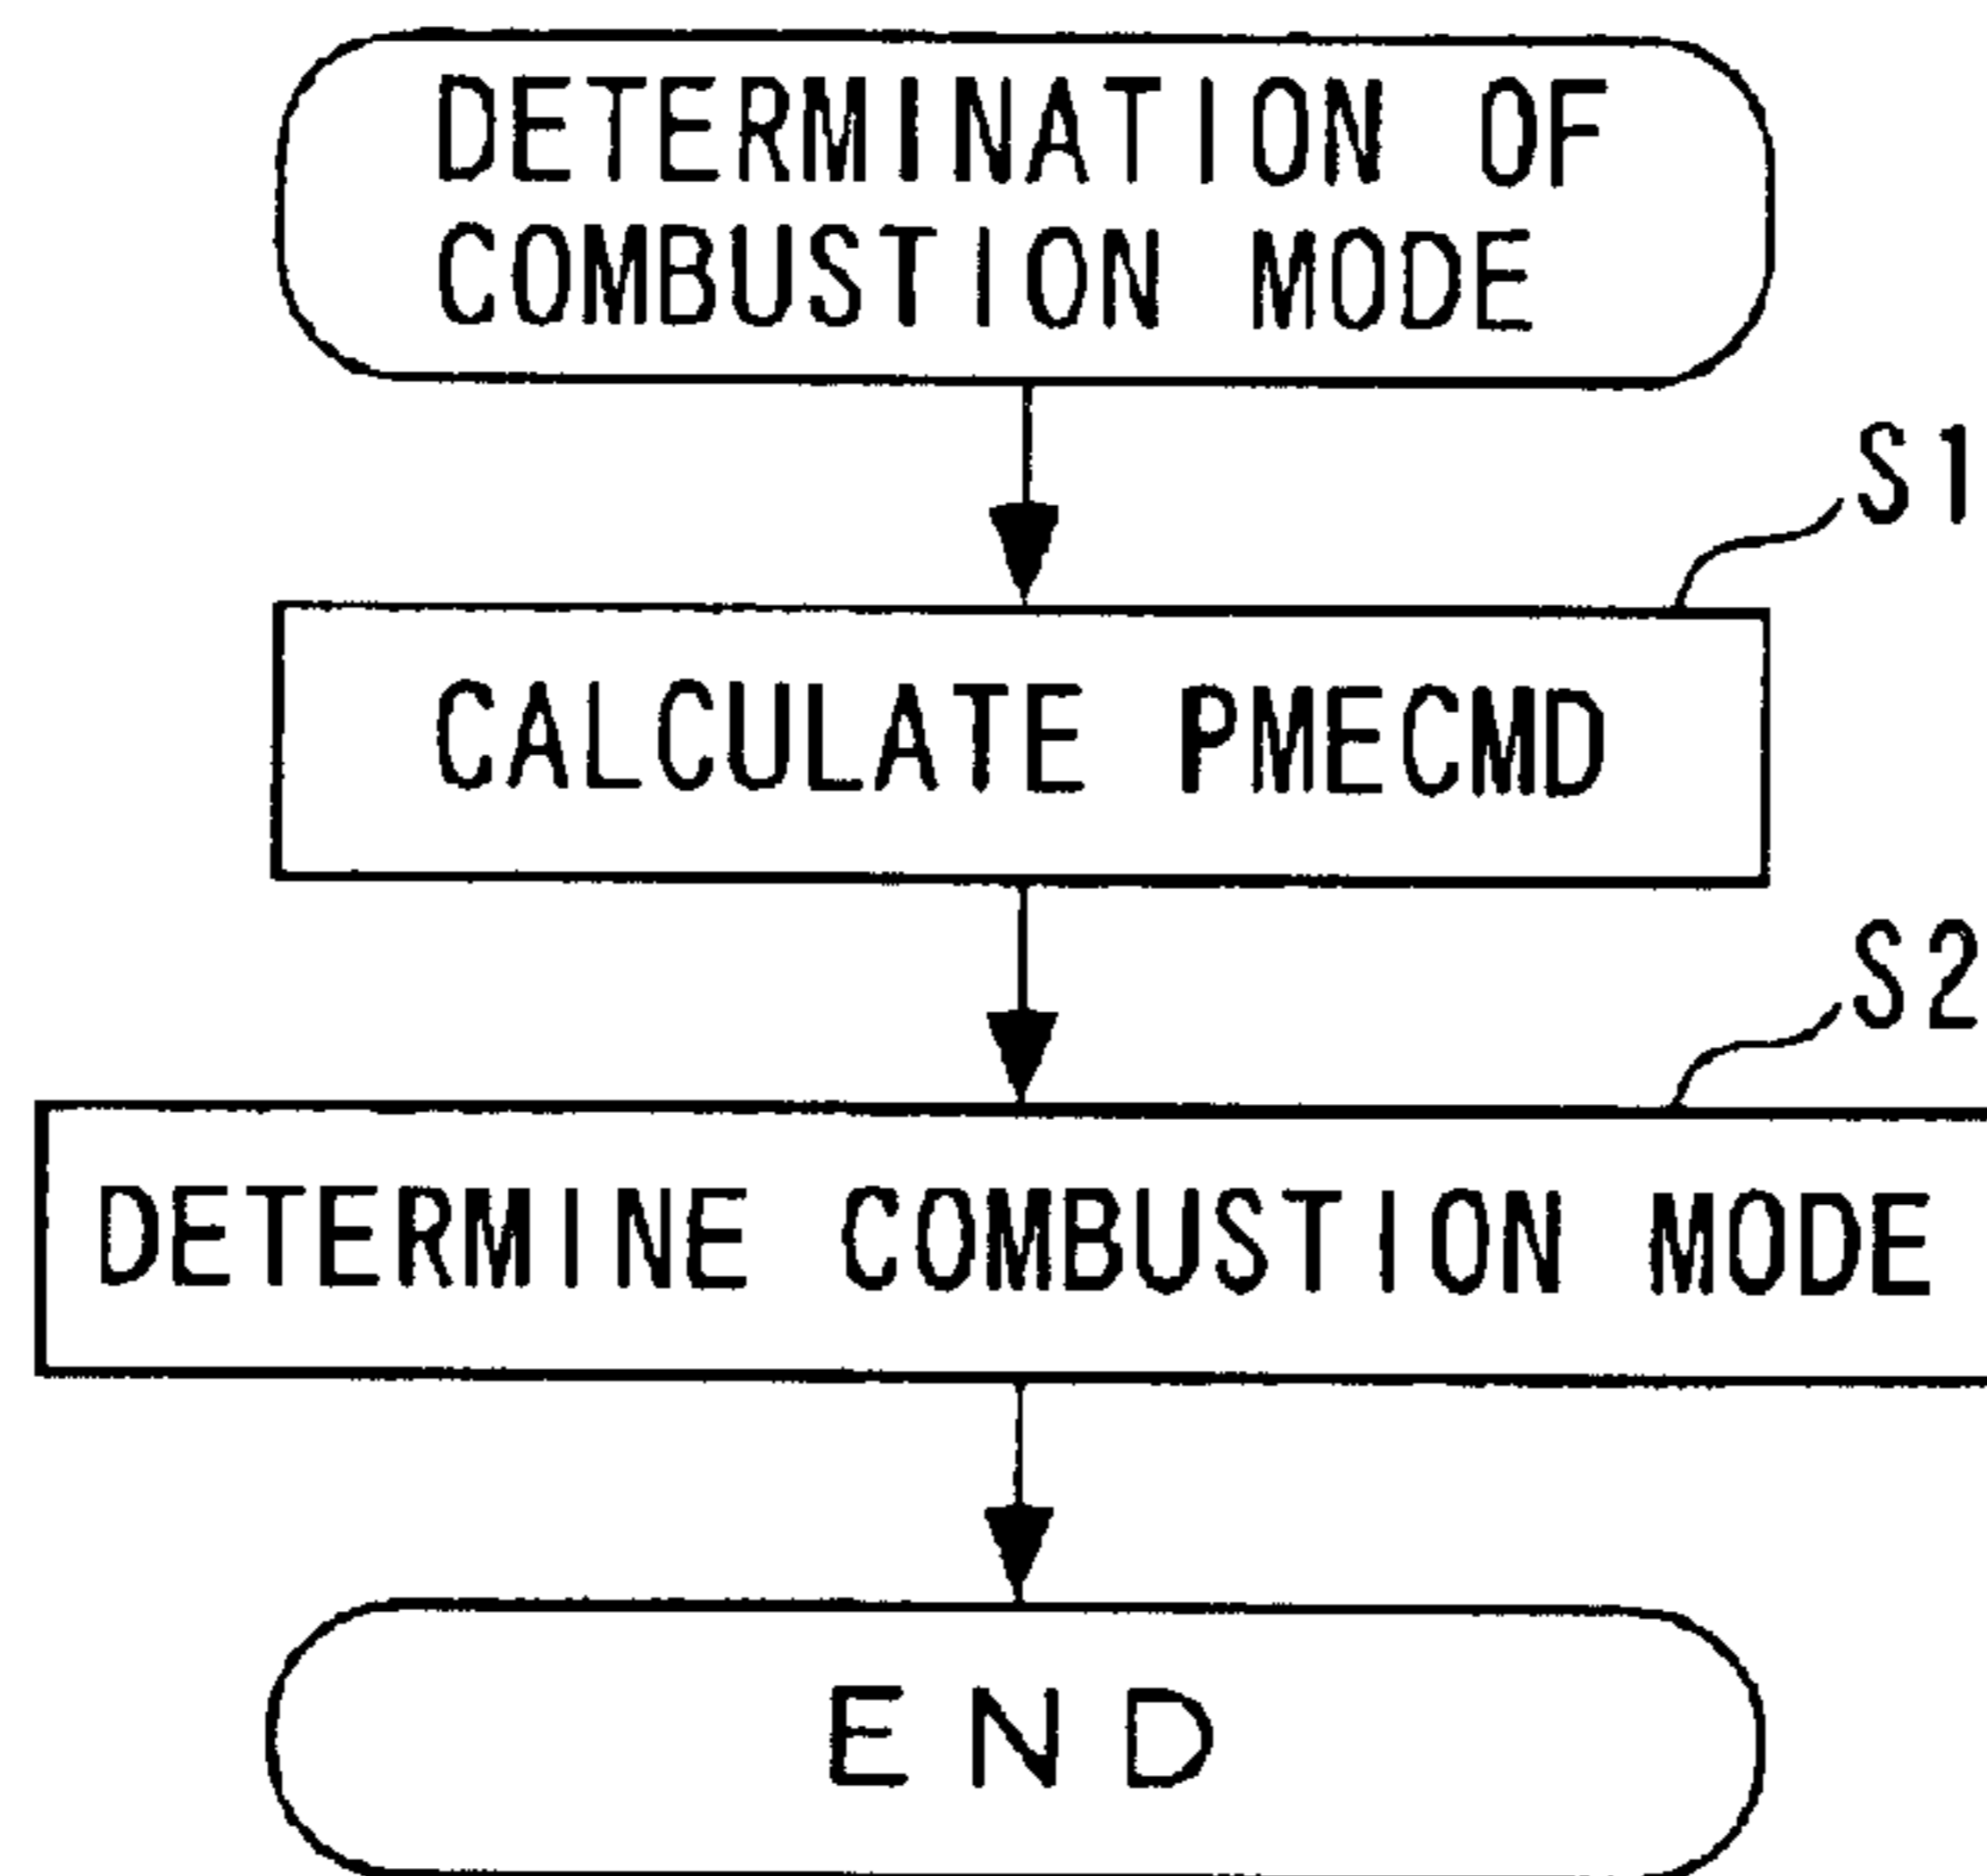 DETERMINATION OF
COMBUSTION MODE
S1
CALCULATE PMECMD
S2
DETERMINE COMBUSTION MODE
END